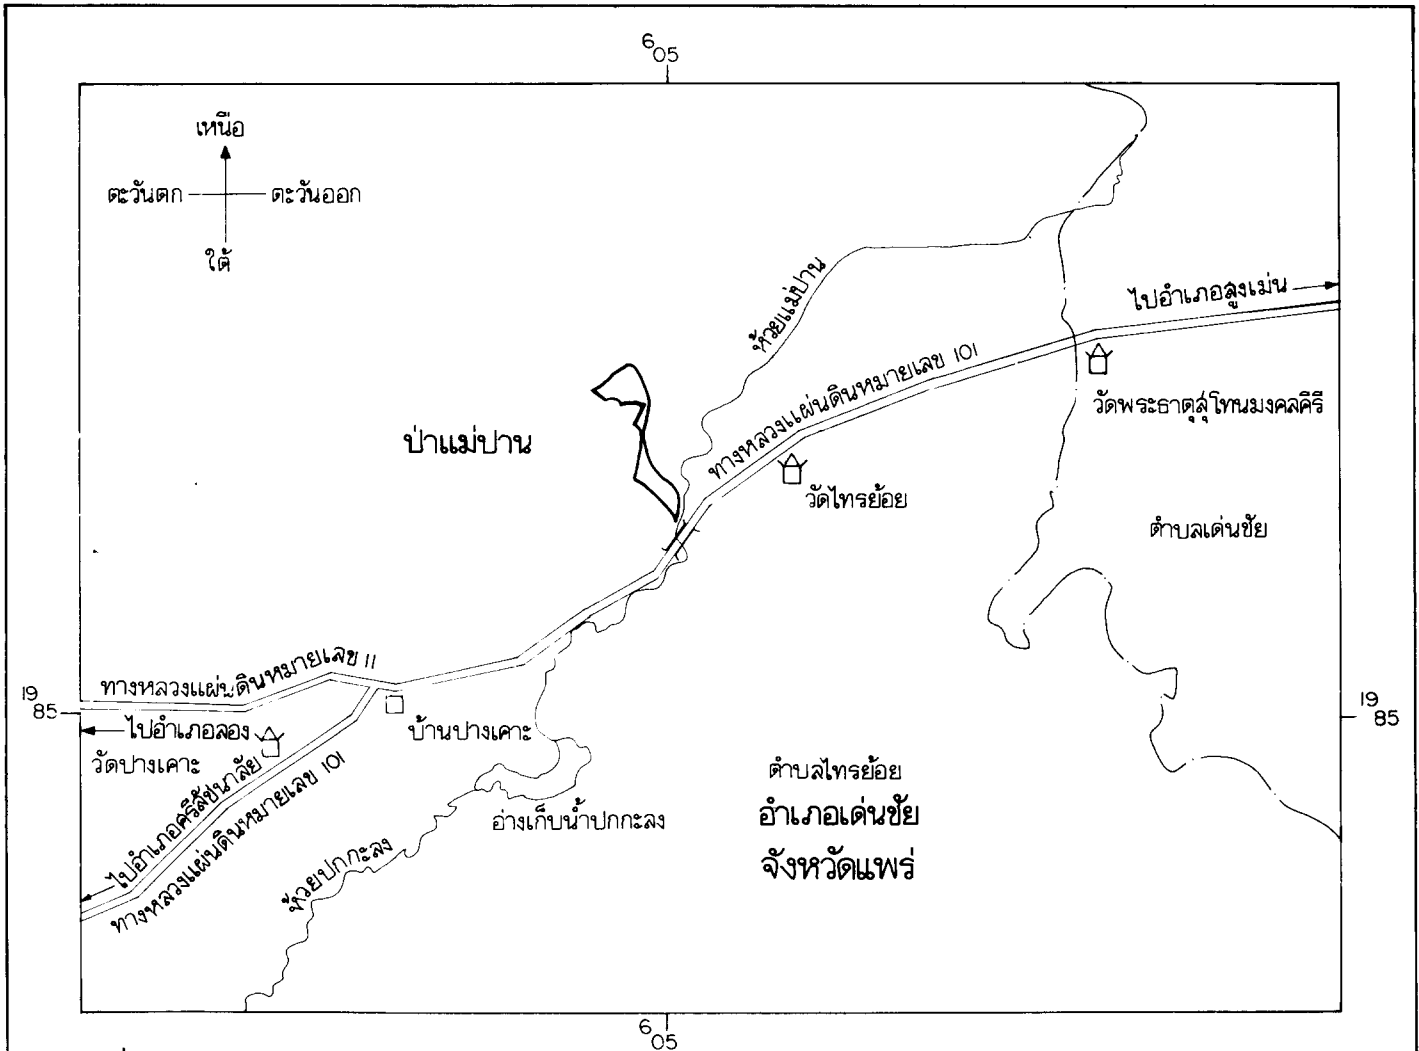 6 05
เหนือ
ตะวันตก ตะวันออก
ใต้
ห้วยแม่ปาน
ไปอำเภอสูงเม่น
ทางหลวงแผ่นดินหมายเลข 101
วัดพระธาตุสุโทนมงคลคีรี
ป่าแม่ปาน
วัดไทรย้อย
ตำบลเด่นชัย
ทางหลวงแผ่นดินหมายเลข 11
19 85
19 85
ไปอำเภอลอง
บ้านปางเคาะ
วัดปางเคาะ
ไปอำเภอศรีสัชนาลัย
ทางหลวงแผ่นดินหมายเลข 101
อ่างเก็บน้ำปกกะลง
ห้วยปกกะลง
ตำบลไทรย้อย
อำเภอเด่นชัย
จังหวัดแพร่
6 05